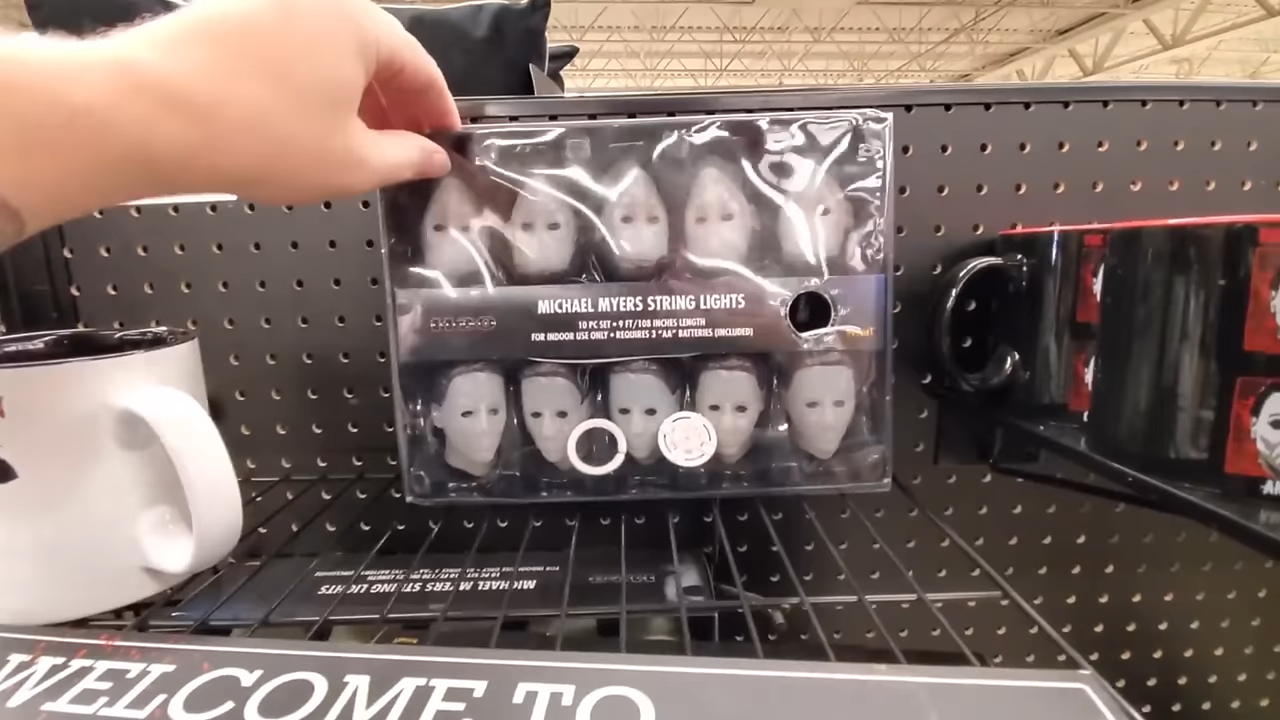 MICHAEL MYERS STRING LIGHTS
10 PC SET • 9 FT/108 INCHES LENGTH
FOR INDOOR USE ONLY • REQUIRES 3 "AA" BATTERIES (INCLUDED)
MICHAEL MYERS STRING LIGHTS
WELCOME TO